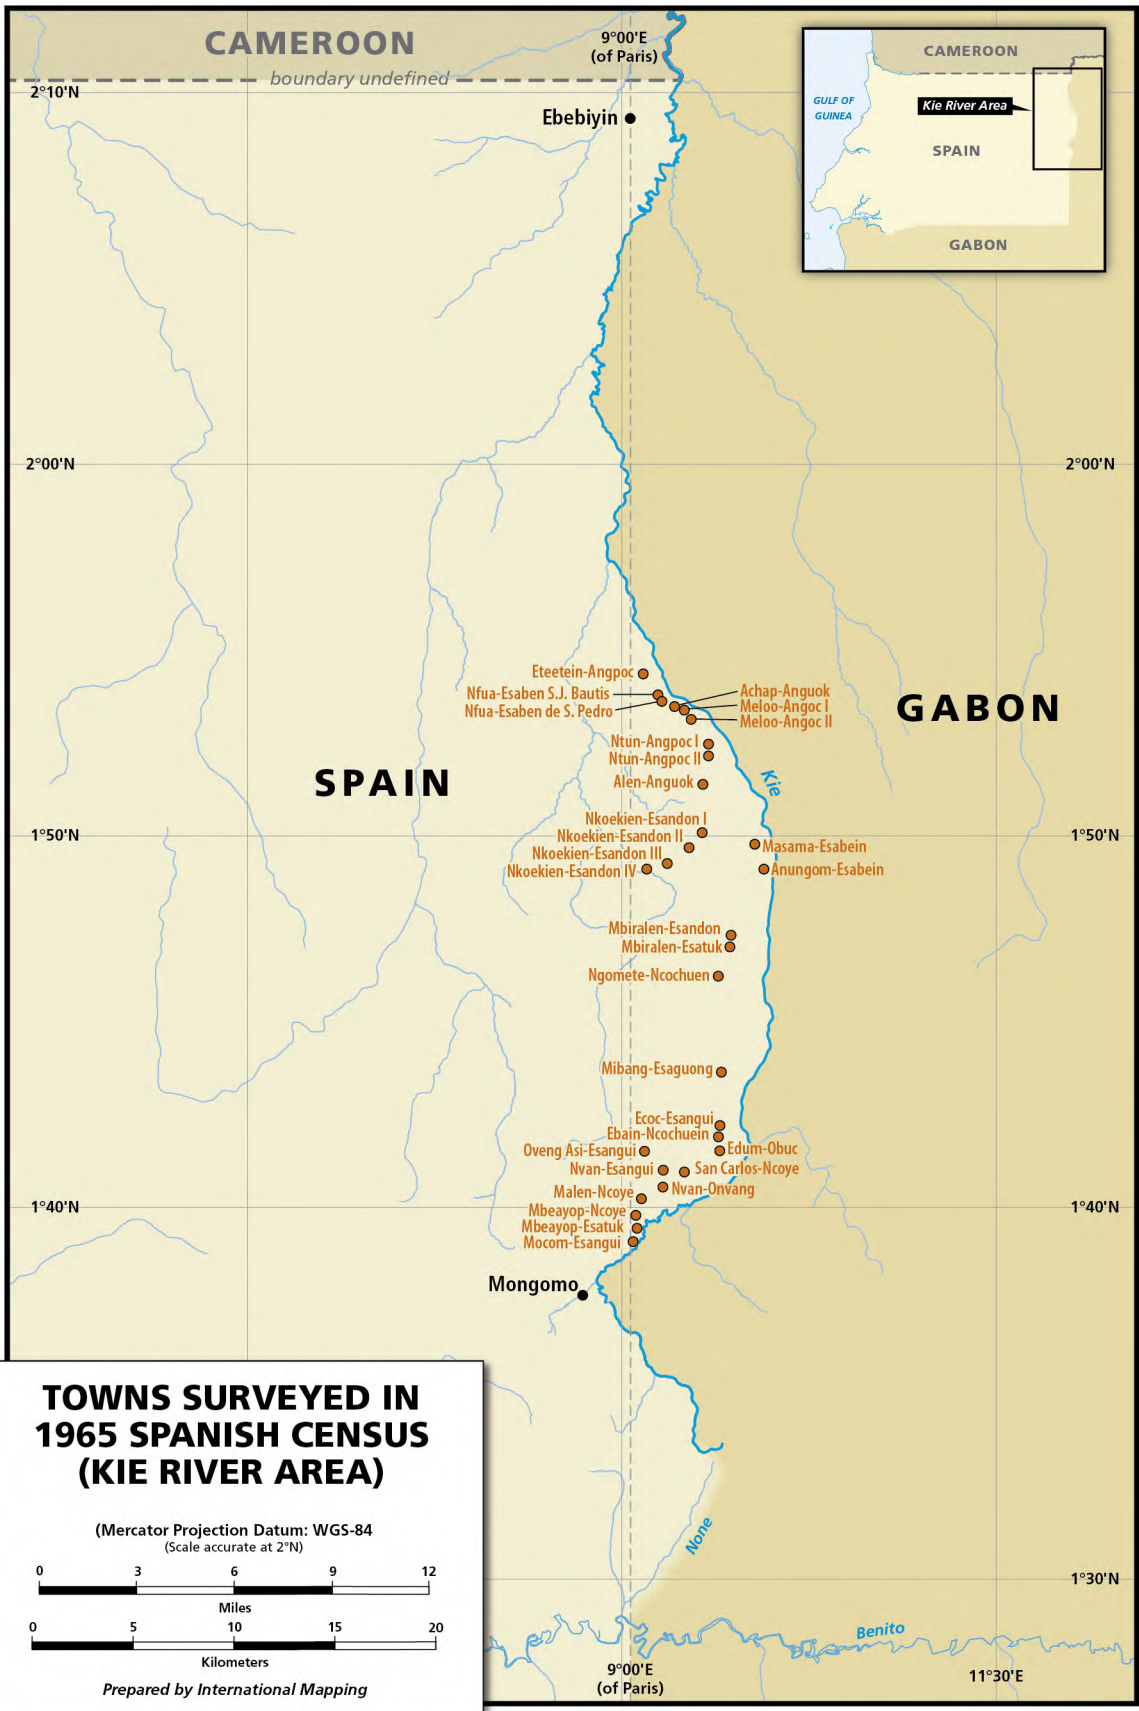 CAMEROON
boundary undefined
9°00'E
(of Paris)
2°10'N
Ebebiyin
CAMEROON
GULF OF
GUINEA
Kie River Area
SPAIN
GABON
2°00'N
2°00'N
Eteetein-Angpoc
Nfua-Esaben S.J. Bautis
Nfua-Esaben de S. Pedro
Achap-Anguok
Meloo-Angoc I
Meloo-Angoc II
GABON
Ntun-Angpoc I
Ntun-Angpoc II
Alen-Anguok
SPAIN
Kie
Nkoekien-Esandon I
Nkoekien-Esandon II
Nkoekien-Esandon III
Nkoekien-Esandon IV
1°50'N
1°50'N
Masama-Esabein
Anungom-Esabein
Mbiralen-Esandon
Mbiralen-Esatuk
Ngomete-Ncochuen
Mibang-Esaguong
Ecoc-Esangui
Ebain-Ncochuein
Oveng Asi-Esangui
Edum-Obuc
Nvan-Esangui
San Carlos-Ncoye
Malen-Ncoye
Nvan-Onvang
1°40'N
1°40'N
Mbeayop-Ncoye
Mbeayop-Esatuk
Mocom-Esangui
Mongomo
TOWNS SURVEYED IN
1965 SPANISH CENSUS
(KIE RIVER AREA)
(Mercator Projection Datum: WGS-84
(Scale accurate at 2°N)
0 3 6 9 12
Miles
0 5 10 15 20
Kilometers
Prepared by International Mapping
None
1°30'N
Benito
9°00'E
(of Paris)
11°30'E